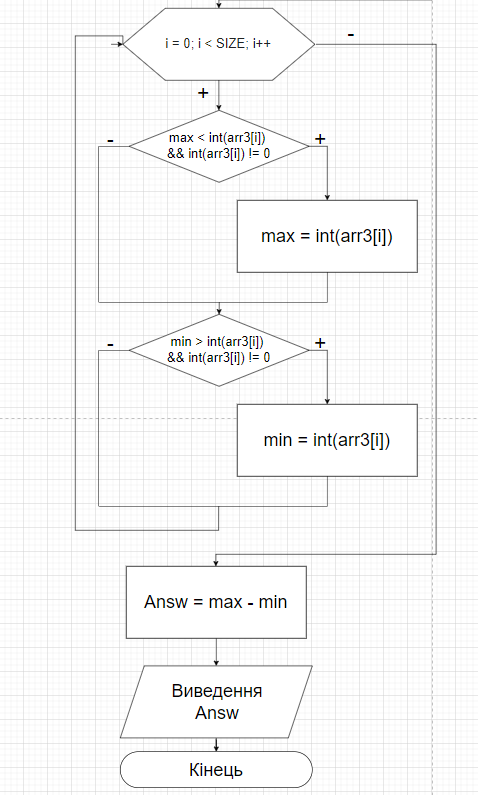 i = 0; i < SIZE; i++
-
+
max < int(arr3[i])
&& int(arr3[i]) != 0
-
+
max = int(arr3[i])
min > int(arr3[i])
&& int(arr3[i]) != 0
-
+
min = int(arr3[i])
Answ = max - min
Виведення
Answ
Кінець